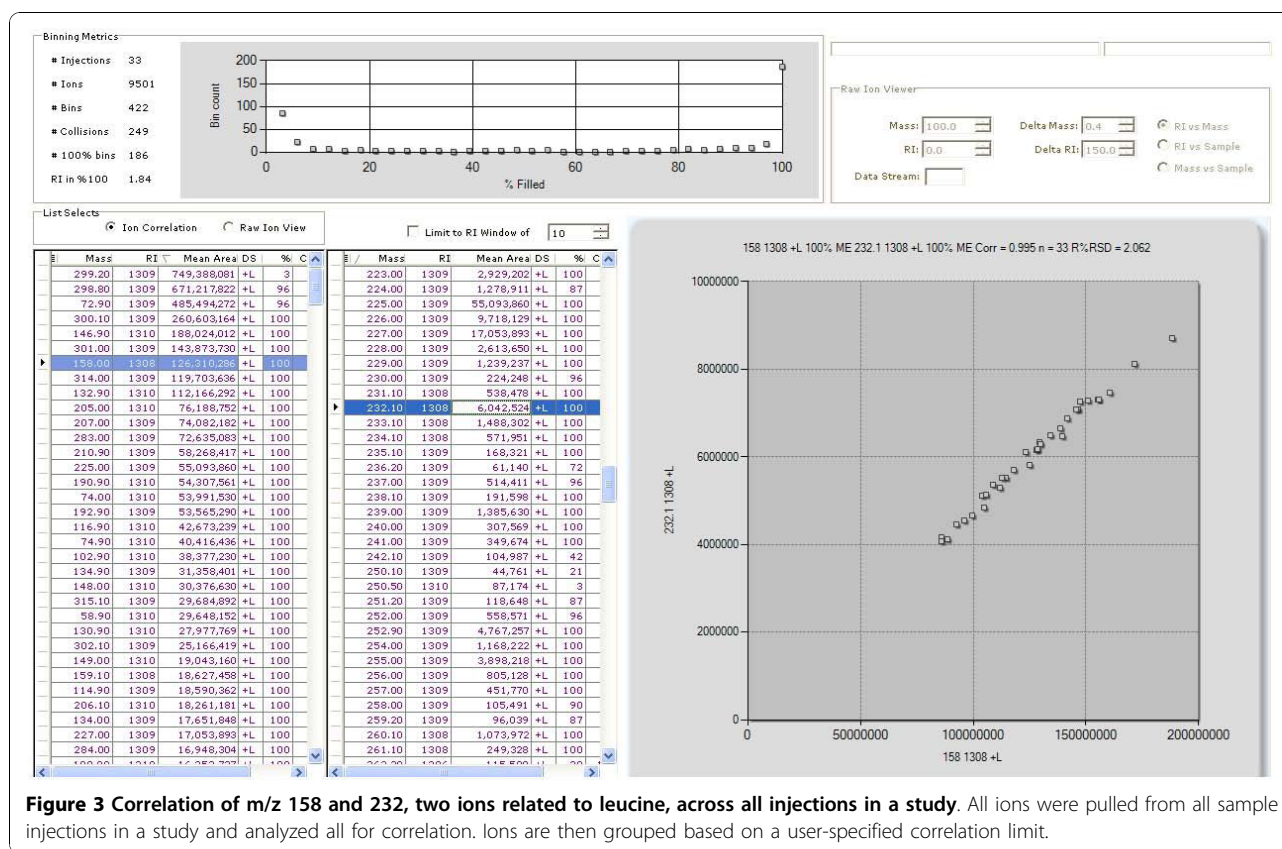 Binning Metrics
# Injections 33
# Ions 9501
# Bins 422
# Collisions 249
# 100% bins 186
RI in %100 1.84
Bin count
200
150
100
50
0
0 20 40 60 80 100
% Filled
Raw Ion Viewer
Mass: 100.0 Delta Mass: 0.4 RI vs Mass
RI: 0.0 Delta RI: 150.0 RI vs Sample
Data Stream: Mass vs Sample
List Selects
Ion Correlation Raw Ion View
Limit to RI Window of 10
Mass RI Mean Area DS % C
299.20 1309 749,388,081 +L 3
298.80 1309 671,217,822 +L 96
72.90 1309 485,494,272 +L 96
300.10 1309 260,603,164 +L 100
146.90 1310 188,024,012 +L 100
301.00 1309 143,873,730 +L 100
158.00 1308 126,310,286 +L 100
314.00 1309 119,703,636 +L 100
132.90 1310 112,166,292 +L 100
205.00 1310 76,188,752 +L 100
207.00 1309 74,082,182 +L 100
283.00 1309 72,635,083 +L 100
210.90 1309 58,268,417 +L 100
225.00 1309 55,093,860 +L 100
190.90 1310 54,307,561 +L 100
74.00 1310 53,991,530 +L 100
192.90 1309 53,565,290 +L 100
116.90 1310 42,673,239 +L 100
74.90 1310 40,416,436 +L 100
102.90 1309 38,377,230 +L 100
134.90 1309 31,358,401 +L 100
148.00 1310 30,376,630 +L 100
315.10 1309 29,684,892 +L 100
58.90 1310 29,648,152 +L 100
130.90 1310 27,977,769 +L 100
302.10 1309 25,166,419 +L 100
149.00 1310 19,043,160 +L 100
159.10 1308 18,627,458 +L 100
114.90 1309 18,590,362 +L 100
206.10 1310 18,261,181 +L 100
134.00 1309 17,651,848 +L 100
227.00 1309 17,053,893 +L 100
284.00 1309 16,948,304 +L 100
Mass RI Mean Area DS % C
223.00 1309 2,929,202 +L 100
224.00 1309 1,278,911 +L 87
225.00 1309 55,093,860 +L 100
226.00 1309 9,718,129 +L 100
227.00 1309 17,053,893 +L 100
228.00 1309 2,613,650 +L 100
229.00 1309 1,239,237 +L 100
230.00 1309 224,248 +L 96
231.10 1308 538,478 +L 100
232.10 1308 6,042,524 +L 100
233.10 1308 1,488,302 +L 100
234.10 1308 571,951 +L 100
235.10 1308 168,321 +L 100
236.20 1309 61,140 +L 72
237.00 1309 514,411 +L 96
238.10 1309 191,598 +L 100
239.00 1309 1,385,630 +L 100
240.00 1309 307,569 +L 100
241.00 1309 349,674 +L 100
242.10 1309 104,987 +L 42
250.10 1309 44,761 +L 21
250.50 1310 87,174 +L 3
251.20 1309 118,648 +L 87
252.00 1309 558,571 +L 96
252.90 1309 4,767,257 +L 100
254.00 1309 1,168,222 +L 100
255.00 1309 3,898,218 +L 100
256.00 1309 805,128 +L 100
257.00 1309 451,770 +L 100
258.00 1309 105,491 +L 90
259.20 1309 96,039 +L 87
260.10 1308 1,073,972 +L 100
261.10 1308 249,328 +L 100
158 1308 +L 100% ME 232.1 1308 +L 100% ME Corr = 0.995 n = 33 R%RSD = 2.062
232.1 1308 +L
10000000
8000000
6000000
4000000
2000000
0
0 50000000 100000000 150000000 200000000
158 1308 +L
Figure 3 Correlation of m/z 158 and 232, two ions related to leucine, across all injections in a study. All ions were pulled from all sample
injections in a study and analyzed all for correlation. Ions are then grouped based on a user-specified correlation limit.